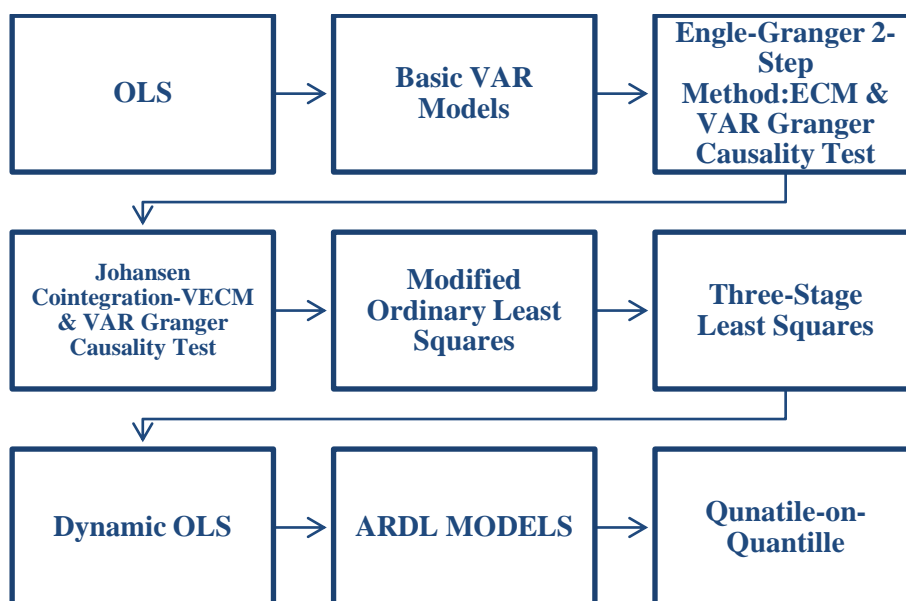 OLS
Basic VAR
Models
Engle-Granger 2-
Step
Method:ECM &
VAR Granger
Causality Test
Johansen
Cointegration-VECM
& VAR Granger
Causality Test
Modified
Ordinary Least
Squares
Three-Stage
Least Squares
Dynamic OLS
ARDL MODELS
Qunatile-on-
Quantille